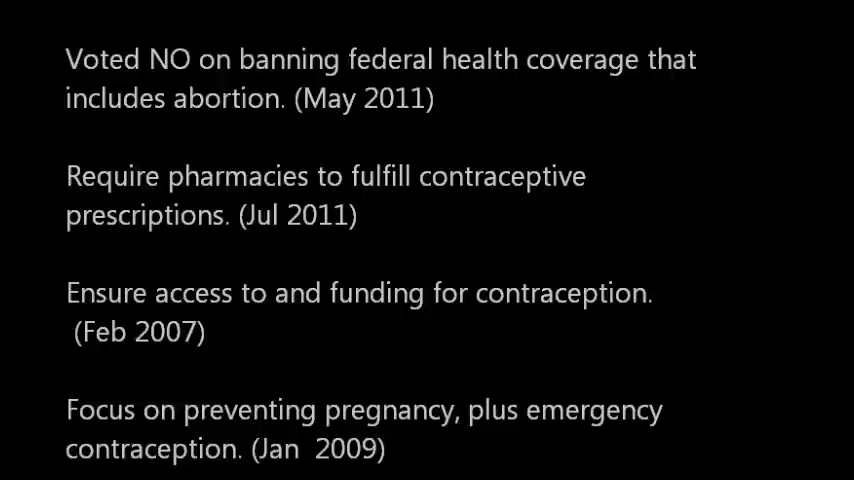 Voted NO on banning federal health coverage that
includes abortion. (May 2011)
Require pharmacies to fulfill contraceptive
prescriptions. (Jul 2011)
Ensure access to and funding for contraception.
(Feb 2007)
Focus on preventing pregnancy, plus emergency
contraception. (Jan  2009)